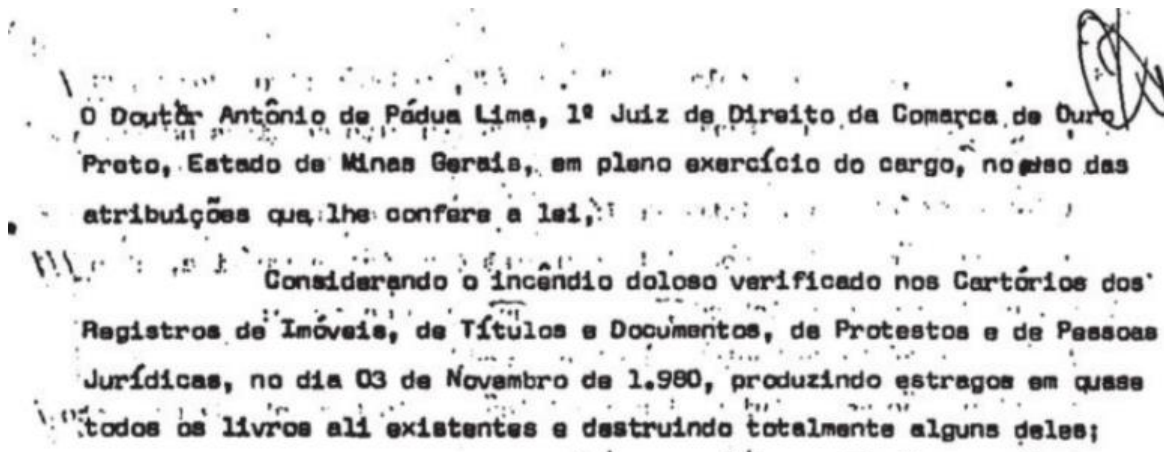 O Doutor Antônio de Pádua Lima, 1º Juiz de Direito da Comarca de Ouro
Preto, Estado de Minas Gerais, em pleno exercício do cargo, no uso das
atribuições que lhe confere a lei,
Considerando o incêndio doloso verificado nos Cartórios dos
Registros de Imóveis, de Títulos e Documentos, de Protestos e de Pessoas
Jurídicas, no dia 03 de Novembro de 1.980, produzindo estragos em quase
todos os livros ali existentes e destruindo totalmente alguns deles;